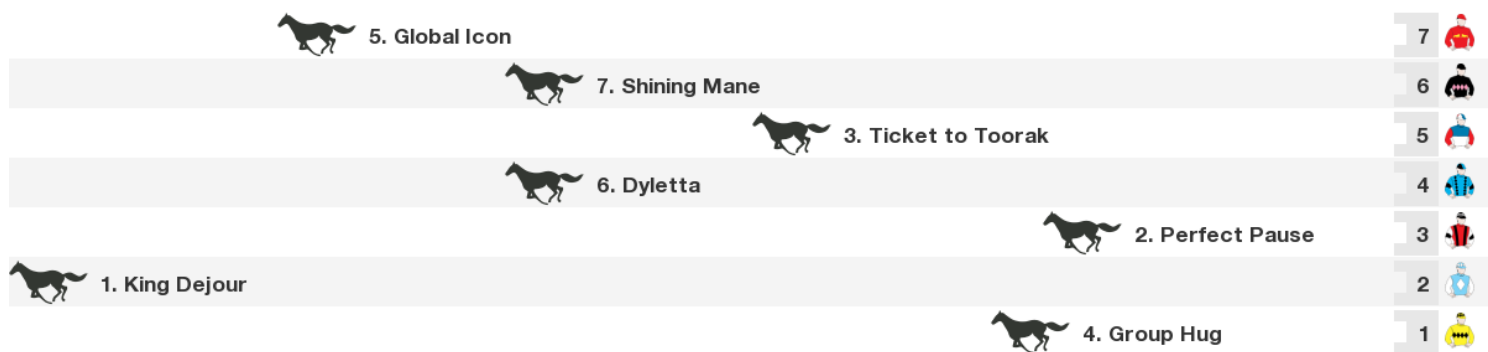 5. Global Icon 7
7. Shining Mane 6
3. Ticket to Toorak 5
6. Dyletta 4
2. Perfect Pause 3
1. King Dejour 2
4. Group Hug 1